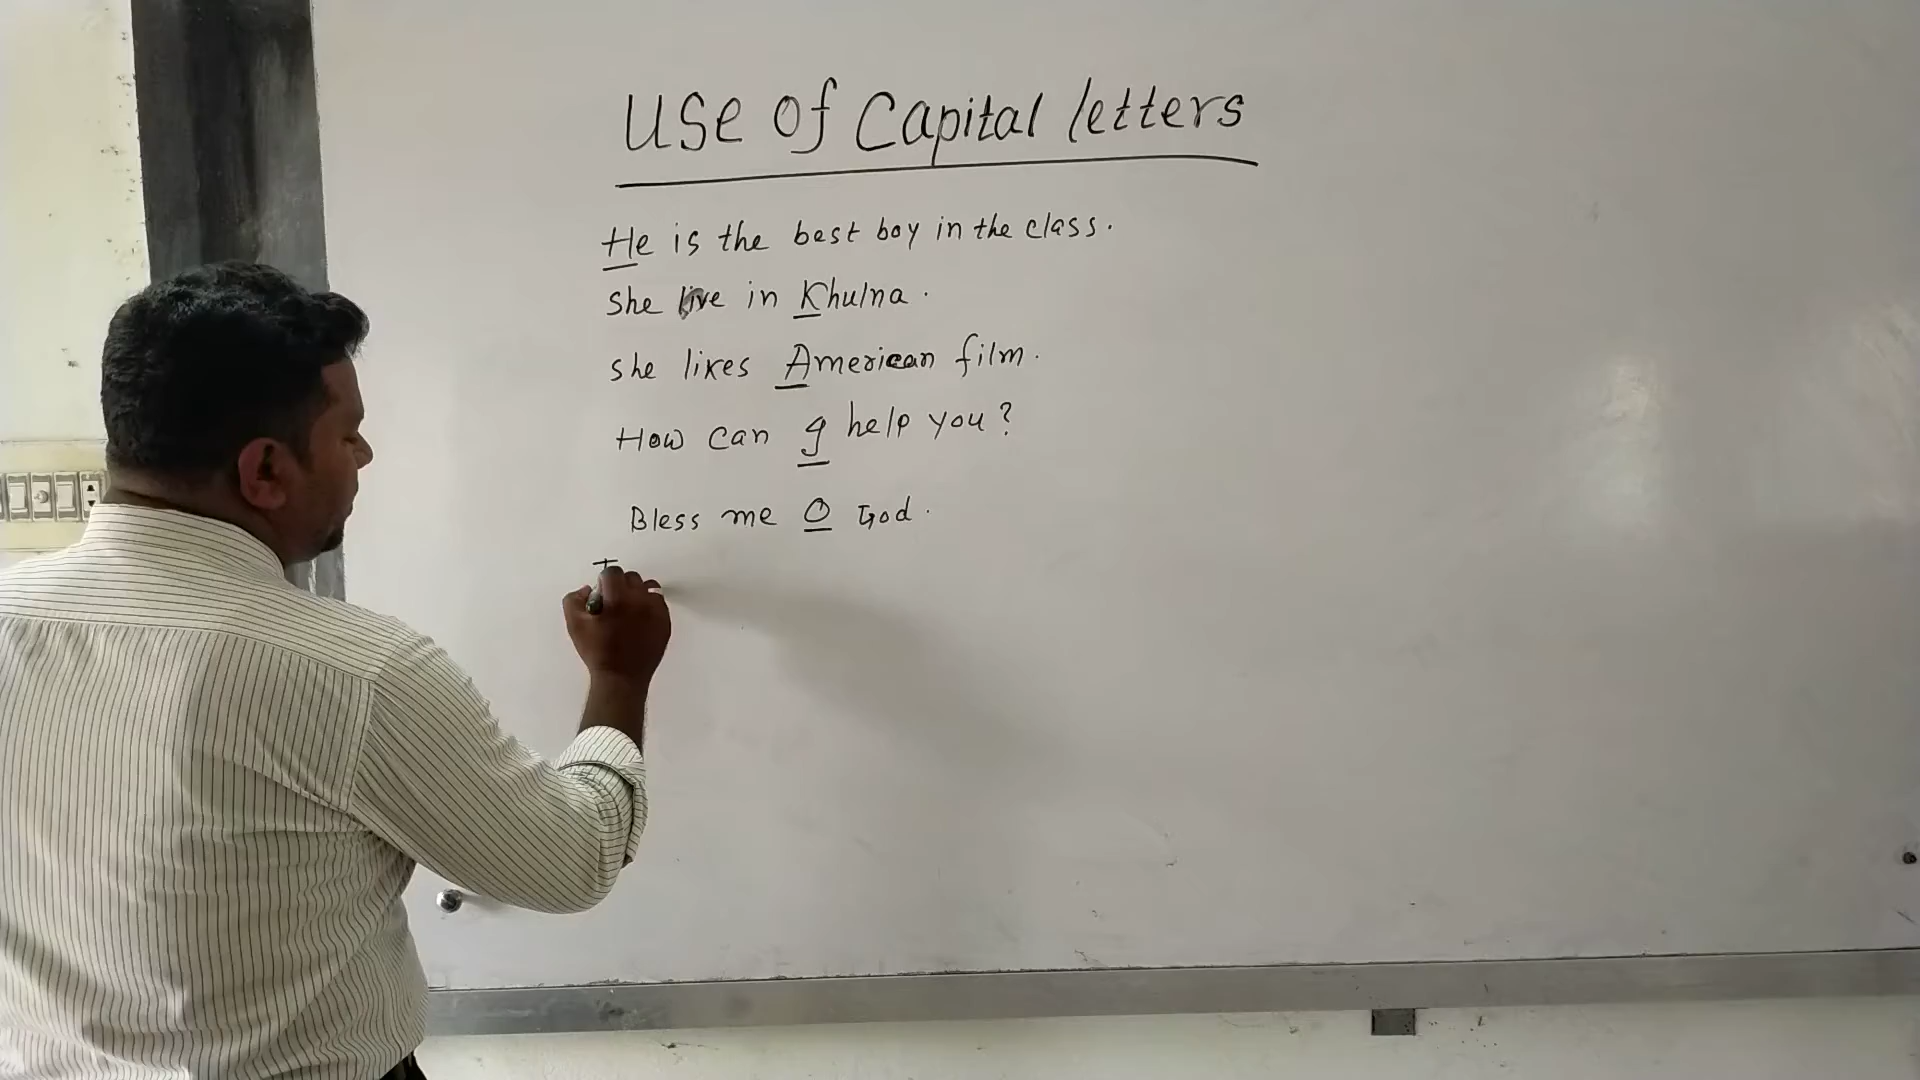 Use of Capital letters
He is the best boy in the class.
She live in Khulna.
She likes American film.
How can I help you?
Bless me O God.